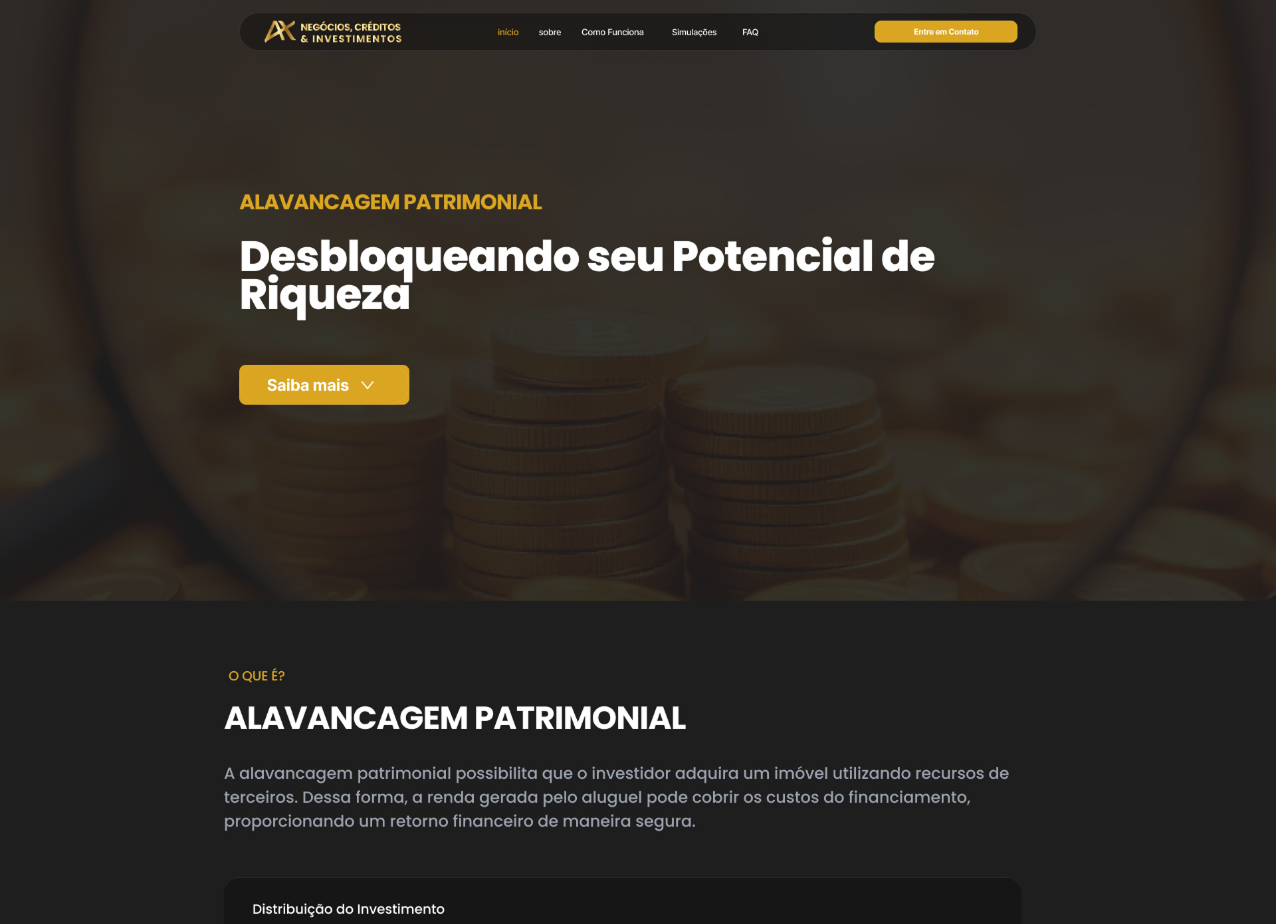 NEGÓCIOS, CRÉDITOS
& INVESTIMENTOS
início
sobre
Como Funciona
Simulações
FAQ
Entre em Contato
ALAVANCAGEM PATRIMONIAL
Desbloqueando seu Potencial de
Riqueza
Saiba mais
O QUE É?
ALAVANCAGEM PATRIMONIAL
A alavancagem patrimonial possibilita que o investidor adquira um imóvel utilizando recursos de
terceiros. Dessa forma, a renda gerada pelo aluguel pode cobrir os custos do financiamento,
proporcionando um retorno financeiro de maneira segura.
Distribuição do Investimento